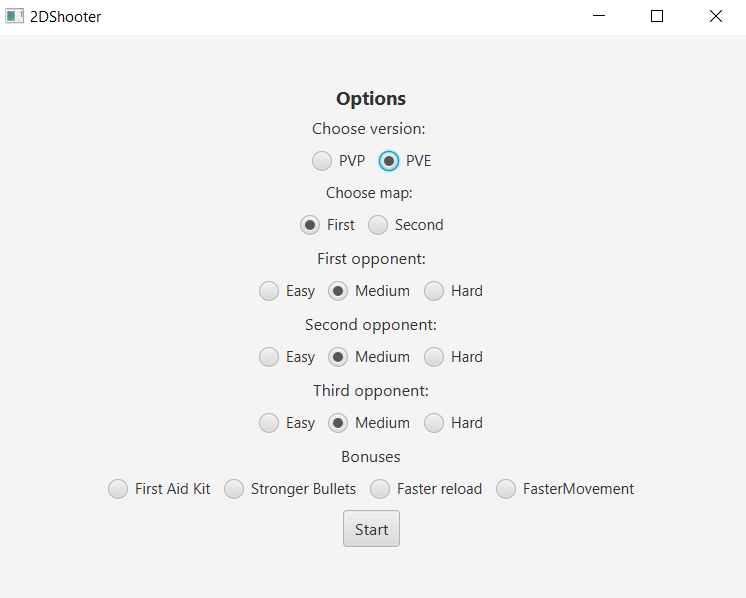 2DShooter
Options
Choose version:
PVP PVE
Choose map:
First Second
First opponent:
Easy Medium Hard
Second opponent:
Easy Medium Hard
Third opponent:
Easy Medium Hard
Bonuses
First Aid Kit Stronger Bullets Faster reload FasterMovement
Start